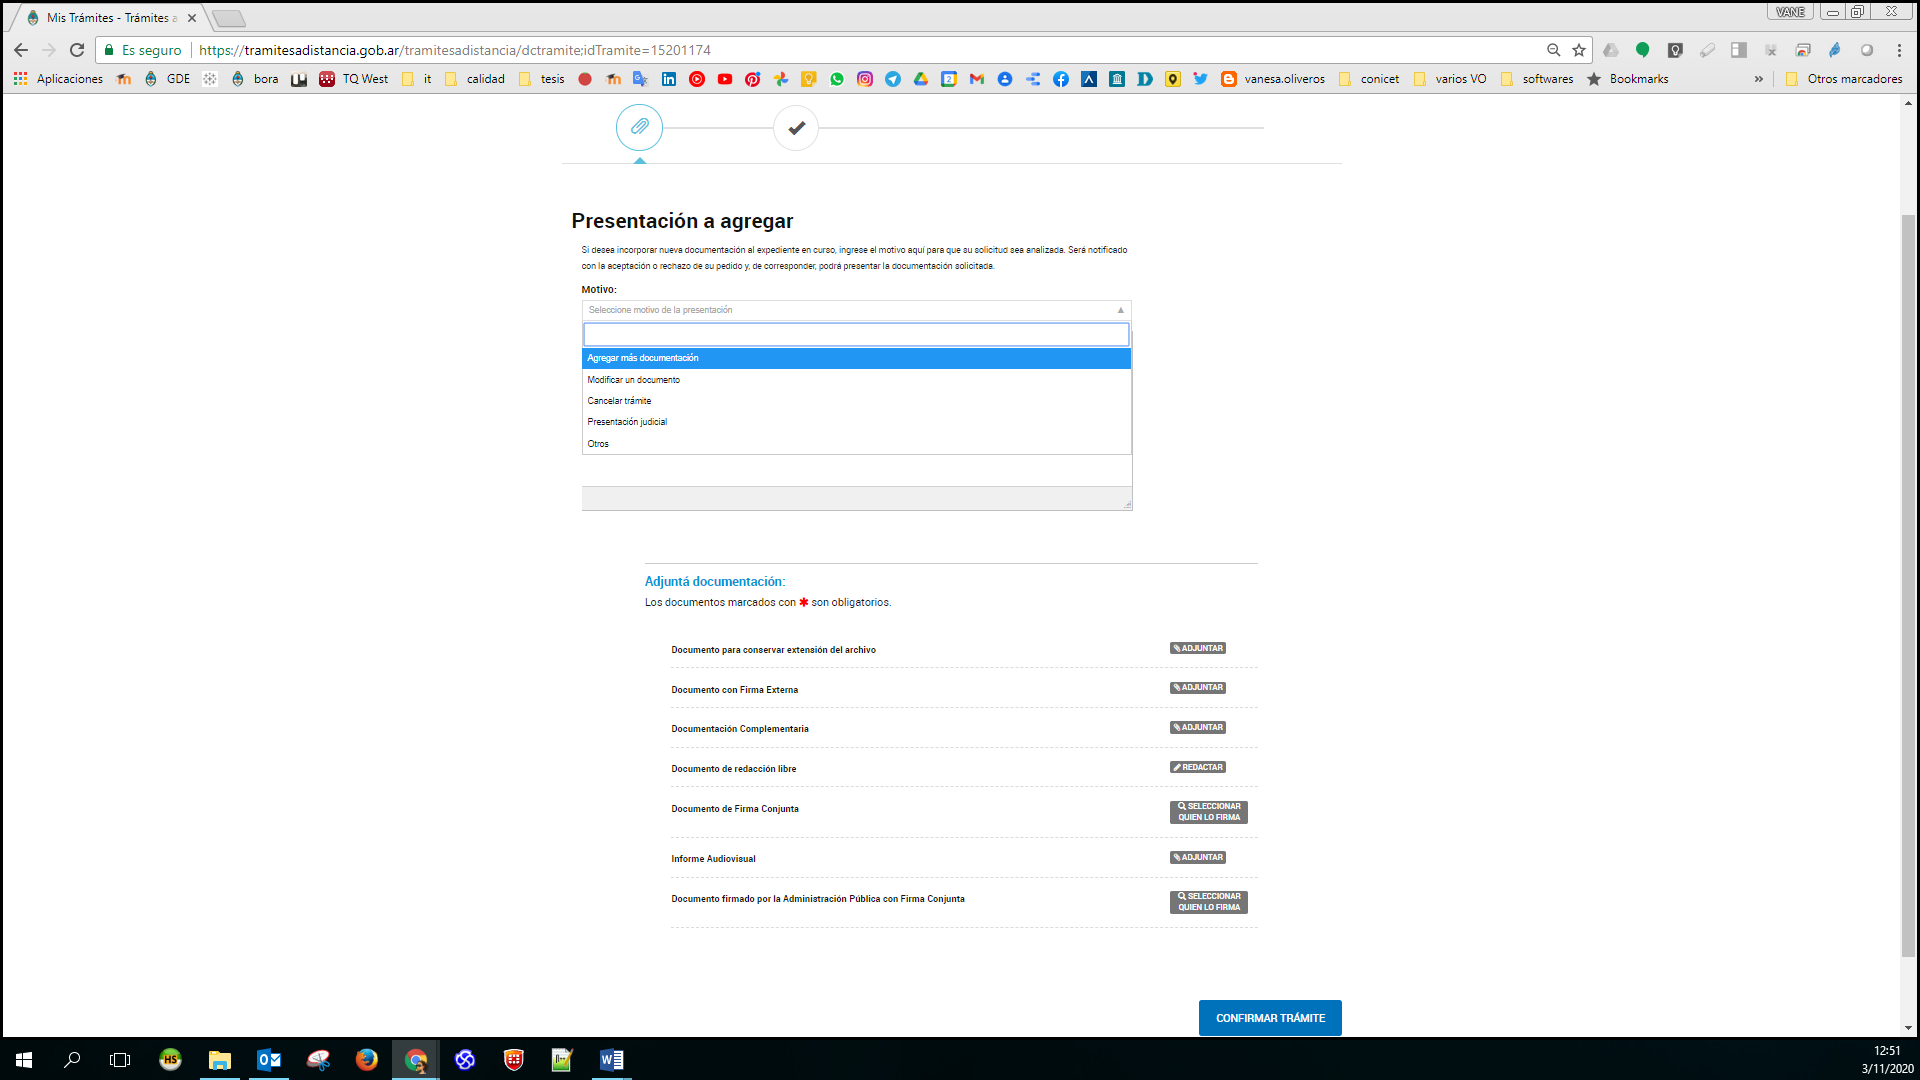 Mis Trámites - Trámites a
VANE
Es seguro
https://tramitesadistancia.gob.ar/tramitesadistancia/dctramite;idTramite=15201174
Aplicaciones
GDE
bora
TQ West
it
calidad
tesis
vanesa.oliveros
conicet
varios VO
softwares
Bookmarks
»
Otros marcadores
Presentación a agregar
Si desea incorporar nueva documentación al expediente en curso, ingrese el motivo aquí para que su solicitud sea analizada. Será notificado
con la aceptación o rechazo de su pedido y, de corresponder, podrá presentar la documentación solicitada.
Motivo:
Seleccione motivo de la presentación
Agregar más documentación
Modificar un documento
Cancelar trámite
Presentación judicial
Otros
Adjuntá documentación:
Los documentos marcados con * son obligatorios.
Documento para conservar extensión del archivo
ADJUNTAR
Documento con Firma Externa
ADJUNTAR
Documentación Complementaria
ADJUNTAR
Documento de redacción libre
REDACTAR
Documento de Firma Conjunta
SELECCIONAR
QUIEN LO FIRMA
Informe Audiovisual
ADJUNTAR
Documento firmado por la Administración Pública con Firma Conjunta
SELECCIONAR
QUIEN LO FIRMA
CONFIRMAR TRÁMITE
HS
12:51
3/11/2020